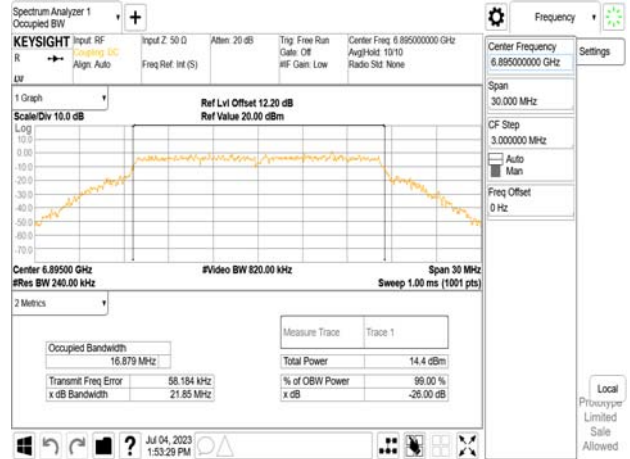 Spectrum Analyzer 1
Occupied BW
Frequency
KEYSIGHT
R
Input: RF
Coupling: DC
Align: Auto
Input Z: 50 Ω
Freq Ref: Int (S)
Atten: 20 dB
Trig: Free Run
Gate: Off
#IF Gain: Low
Center Freq: 6.895000000 GHz
Avg|Hold: 10/10
Radio Std: None
Center Frequency
6.895000000 GHz
Settings
Span
30.000 MHz
CF Step
3.000000 MHz
Auto
Man
Freq Offset
0 Hz
1 Graph
Scale/Div 10.0 dB
Ref Lvl Offset 12.20 dB
Ref Value 20.00 dBm
Log
10.0
0.00
-10.0
-20.0
-30.0
-40.0
-50.0
-60.0
-70.0
Center 6.89500 GHz
#Res BW 240.00 kHz
#Video BW 820.00 kHz
Span 30 MHz
Sweep 1.00 ms (1001 pts)
2 Metrics
Measure Trace Trace 1
Occupied Bandwidth
16.879 MHz
Total Power 14.4 dBm
Transmit Freq Error 58.184 kHz
% of OBW Power 99.00 %
x dB Bandwidth 21.85 MHz
x dB -26.00 dB
Local
Prototype
Limited
Sale
Allowed
?
Jul 04, 2023
1:53:29 PM